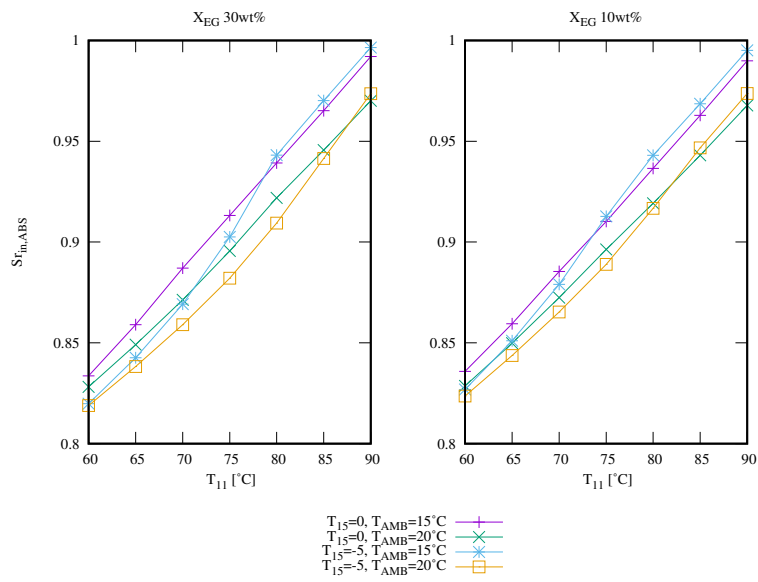 X_EG 30wt%
X_EG 10wt%
1
0.95
0.9
0.85
0.8
Sr_in,ABS
60 65 70 75 80 85 90
T_11 [°C]
1
0.95
0.9
0.85
0.8
60 65 70 75 80 85 90
T_11 [°C]
T_15=0, T_AMB=15°C
T_15=0, T_AMB=20°C
T_15=-5, T_AMB=15°C
T_15=-5, T_AMB=20°C